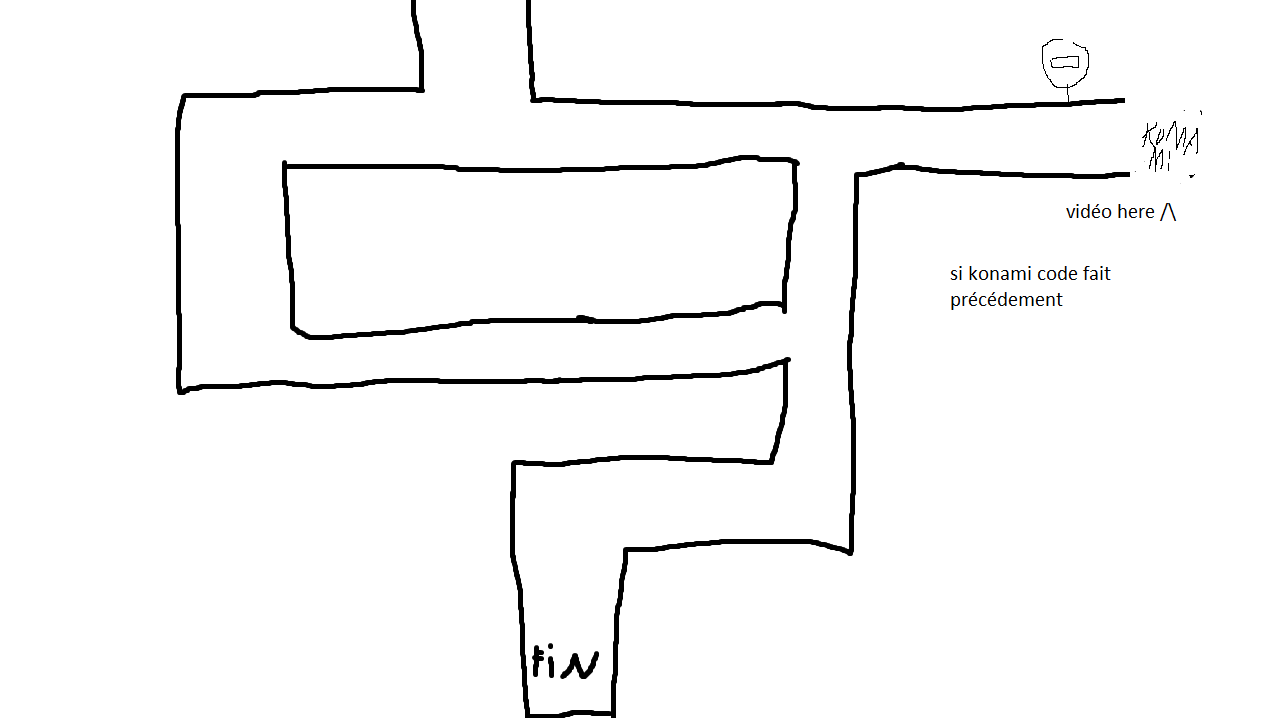 KONA
Mi
vidéo here /\
si konami code fait
précédement
FiN